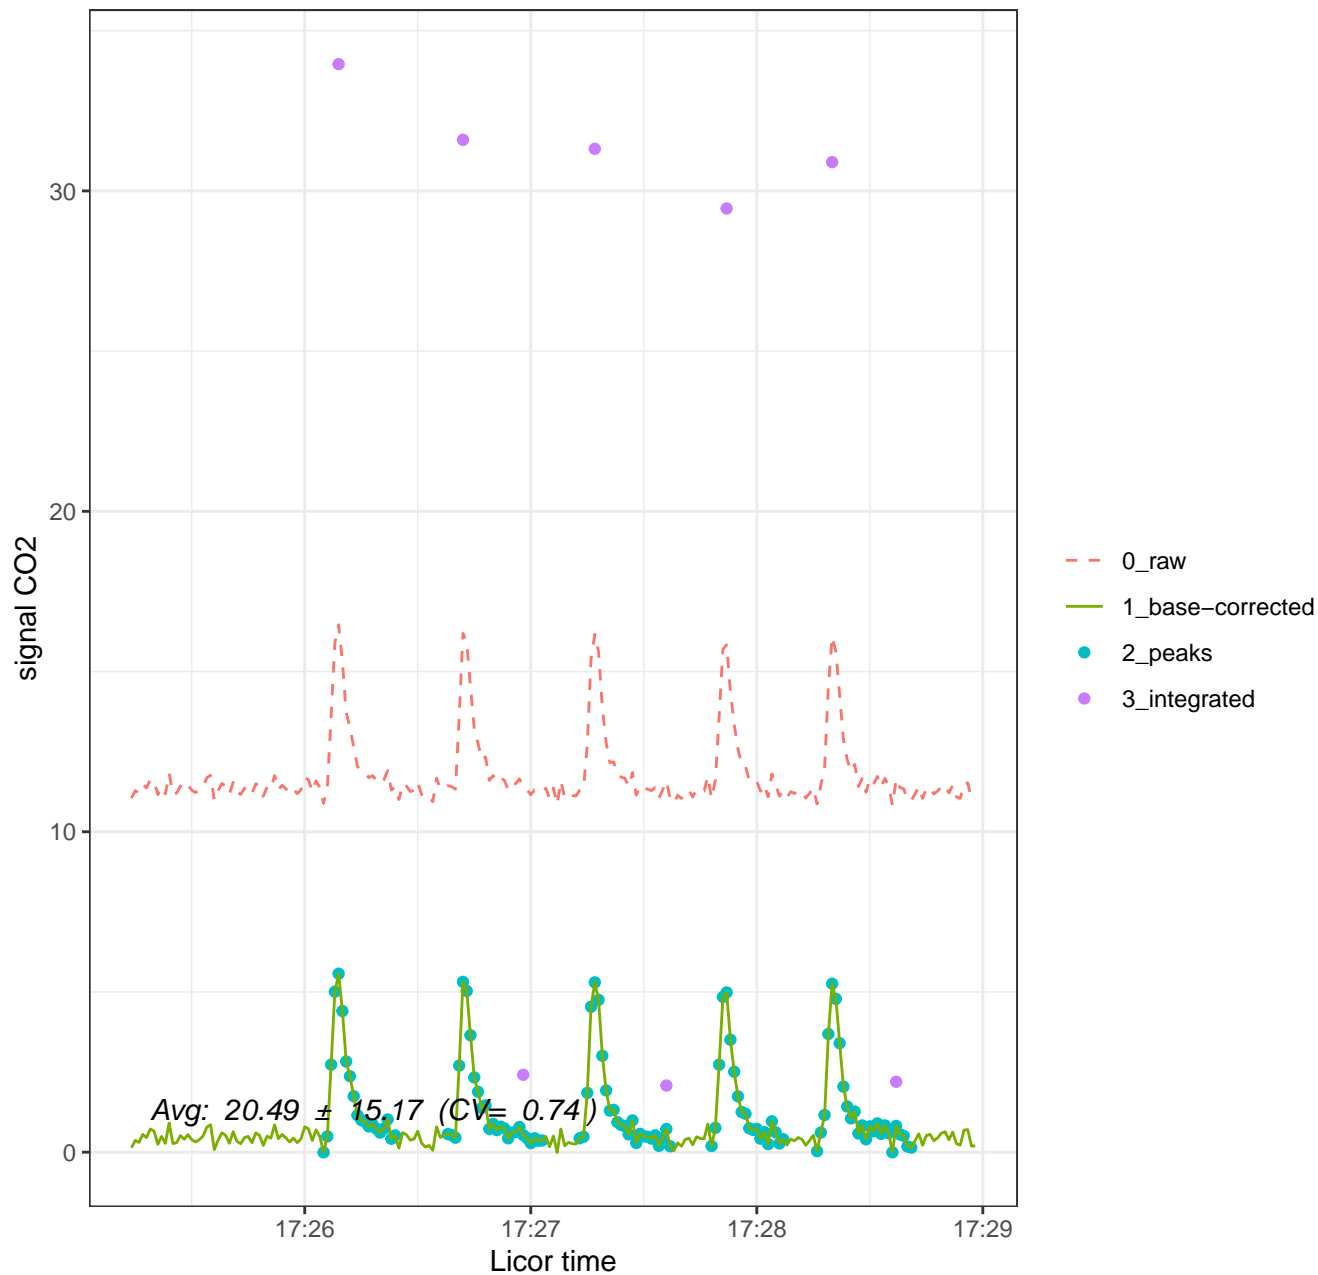 30
20
10
0
signal CO2
Avg: 20.49 ± 15.17 (CV= 0.74 )
17:26
17:27
17:28
17:29
Licor time
0_raw
1_base−corrected
2_peaks
3_integrated